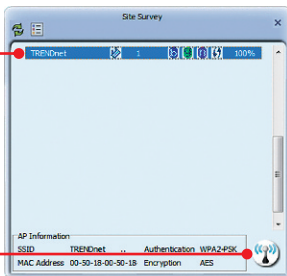 Site Survey
TRENDnet 1 b g n 100%
AP Information
SSID TRENDnet .. Authentication WPA2-PSK
MAC Address 00-50-18-00-50-18 Encryption AES